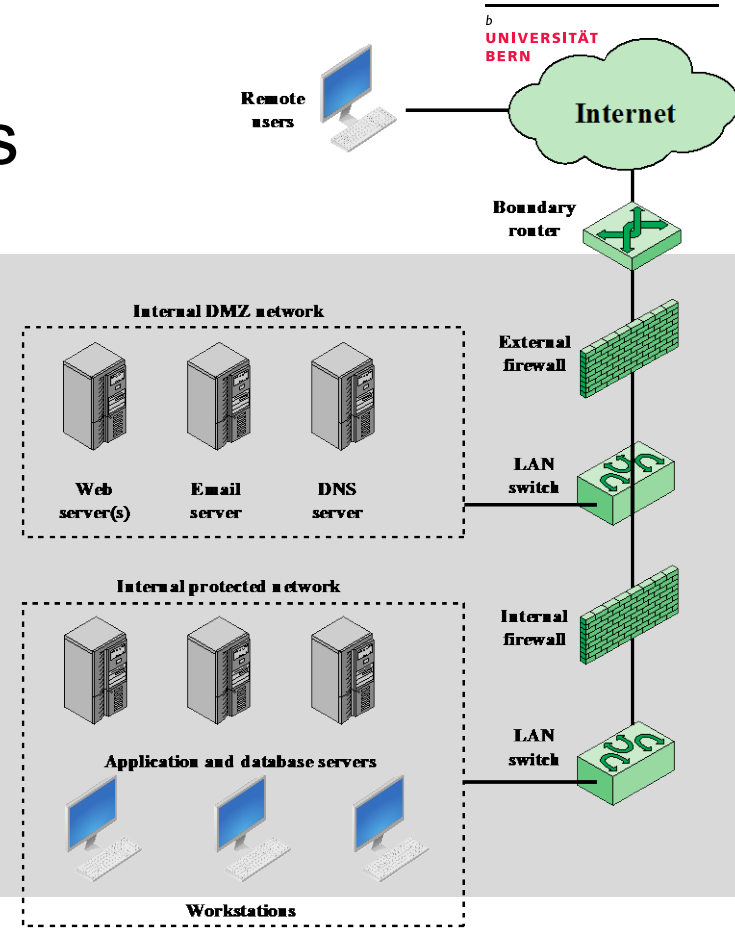 b
UNIVERSITÄT
BERN
s
Remote
users
Internet
Boundary
router
Internal DMZ network
External
firewall
Web
server(s)
Email
server
DNS
server
LAN
switch
Internal protected network
Internal
firewall
Application and database servers
LAN
switch
Workstations